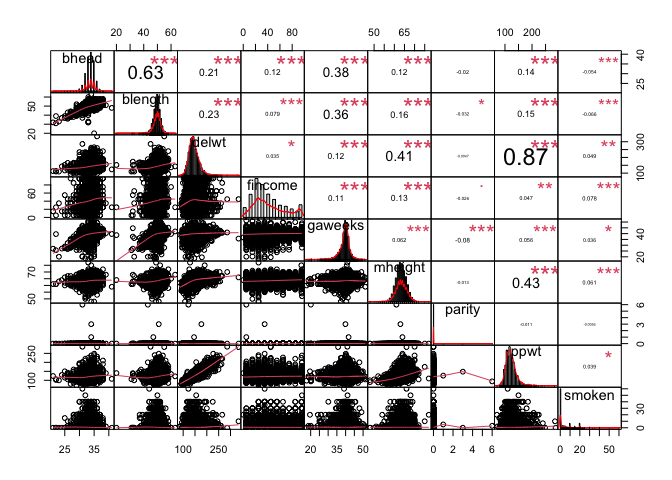 20 40 60 0 40 80 50 65 100 200
bhead 0.63 *** 0.21 *** 0.12 *** 0.38 *** 0.12 *** -0.02 0.14 *** -0.054 *** 25 40
20 50 blength 0.23 *** 0.079 *** 0.36 *** 0.16 *** -0.032 * 0.15 *** -0.066 ***
delwt 0.035 * 0.12 *** 0.41 *** 0.87 *** 0.049 ** 100 300
0 60 fincome 0.11 *** 0.13 *** -0.026 . 0.047 ** 0.078 ***
gaweeks 0.062 *** -0.08 *** 0.056 *** 0.036 * 20 40
50 70 mheight -0.013 0.43 *** 0.061 ***
parity -0.011 0 3 6
100 250 ppwt 0.039 *
smoken 0 30
25 35 100 250 20 35 50 0 2 4 6 0 20 50